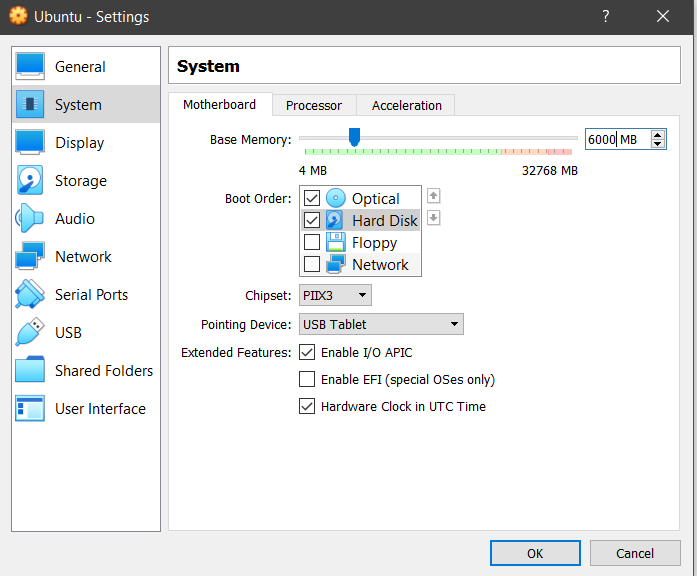 Ubuntu - Settings
?
General
System
Display
Storage
Audio
Network
Serial Ports
USB
Shared Folders
User Interface
System
Motherboard Processor Acceleration
Base Memory: 6000 MB
4 MB 32768 MB
Boot Order: Optical
Hard Disk
Floppy
Network
Chipset: PIIX3
Pointing Device: USB Tablet
Extended Features: Enable I/O APIC
Enable EFI (special OSes only)
Hardware Clock in UTC Time
OK Cancel